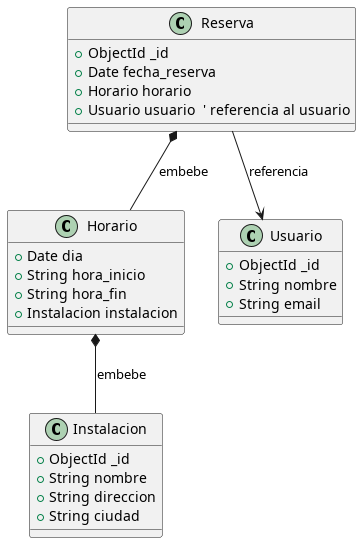 C Reserva
ObjectId _id
Date fecha_reserva
Horario horario
Usuario usuario ' referencia al usuario
embebe
referencia
C Horario
Date dia
String hora_inicio
String hora_fin
Instalacion instalacion
C Usuario
ObjectId _id
String nombre
String email
embebe
C Instalacion
ObjectId _id
String nombre
String direccion
String ciudad